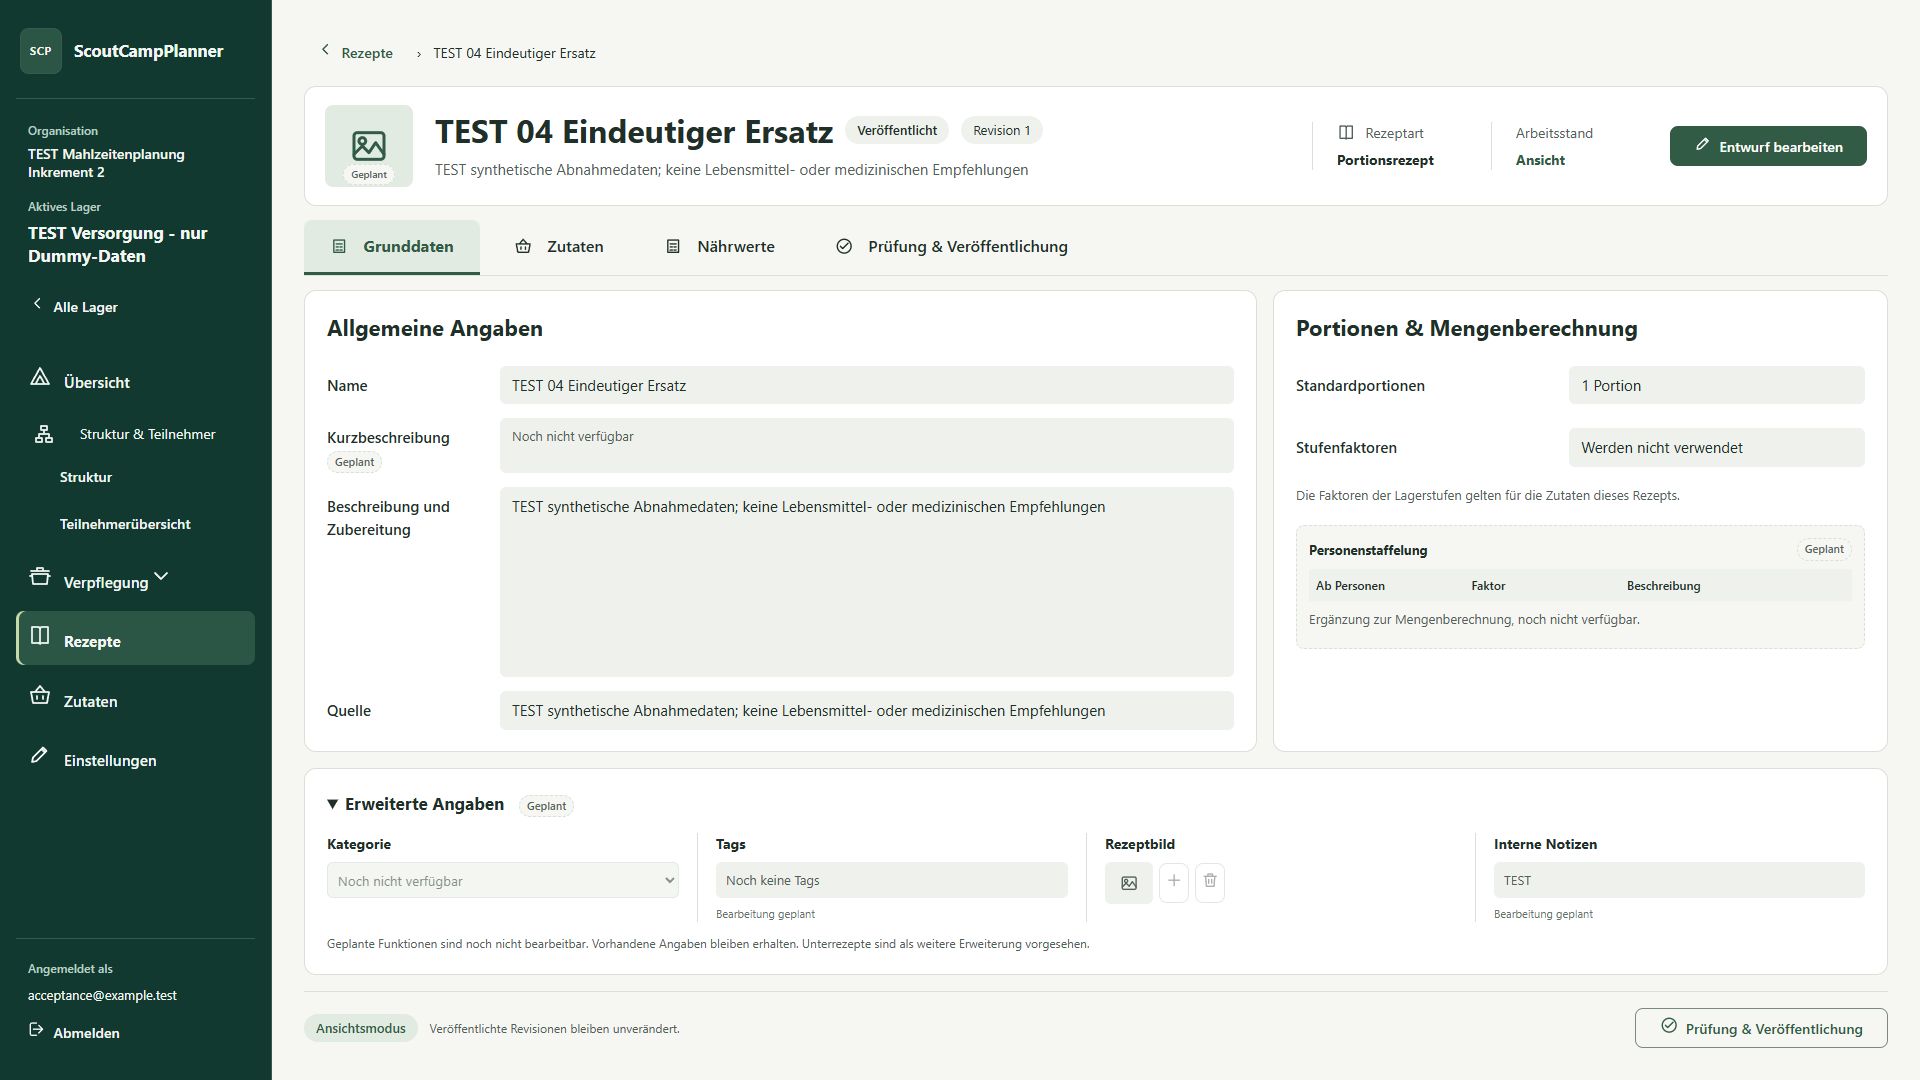 SCP
ScoutCampPlanner
Organisation
TEST Mahlzeitenplanung
Inkrement 2
Aktives Lager
TEST Versorgung - nur
Dummy-Daten
Alle Lager
Übersicht
Struktur & Teilnehmer
Struktur
Teilnehmerübersicht
Verpflegung
Rezepte
Zutaten
Einstellungen
Angemeldet als
acceptance@example.test
Abmelden
Rezepte › TEST 04 Eindeutiger Ersatz
Geplant
TEST 04 Eindeutiger Ersatz
Veröffentlicht
Revision 1
TEST synthetische Abnahmedaten; keine Lebensmittel- oder medizinischen Empfehlungen
Rezeptart
Portionsrezept
Arbeitsstand
Ansicht
Entwurf bearbeiten
Grunddaten
Zutaten
Nährwerte
Prüfung & Veröffentlichung
Allgemeine Angaben
Name
TEST 04 Eindeutiger Ersatz
Kurzbeschreibung
Geplant
Noch nicht verfügbar
Beschreibung und
Zubereitung
TEST synthetische Abnahmedaten; keine Lebensmittel- oder medizinischen Empfehlungen
Quelle
TEST synthetische Abnahmedaten; keine Lebensmittel- oder medizinischen Empfehlungen
Portionen & Mengenberechnung
Standardportionen
1 Portion
Stufenfaktoren
Werden nicht verwendet
Die Faktoren der Lagerstufen gelten für die Zutaten dieses Rezepts.
Personenstaffelung
Geplant
Ab Personen
Faktor
Beschreibung
Ergänzung zur Mengenberechnung, noch nicht verfügbar.
Erweiterte Angaben
Geplant
Kategorie
Noch nicht verfügbar
Tags
Noch keine Tags
Bearbeitung geplant
Rezeptbild
Interne Notizen
TEST
Bearbeitung geplant
Geplante Funktionen sind noch nicht bearbeitbar. Vorhandene Angaben bleiben erhalten. Unterrezepte sind als weitere Erweiterung vorgesehen.
Ansichtsmodus
Veröffentlichte Revisionen bleiben unverändert.
Prüfung & Veröffentlichung